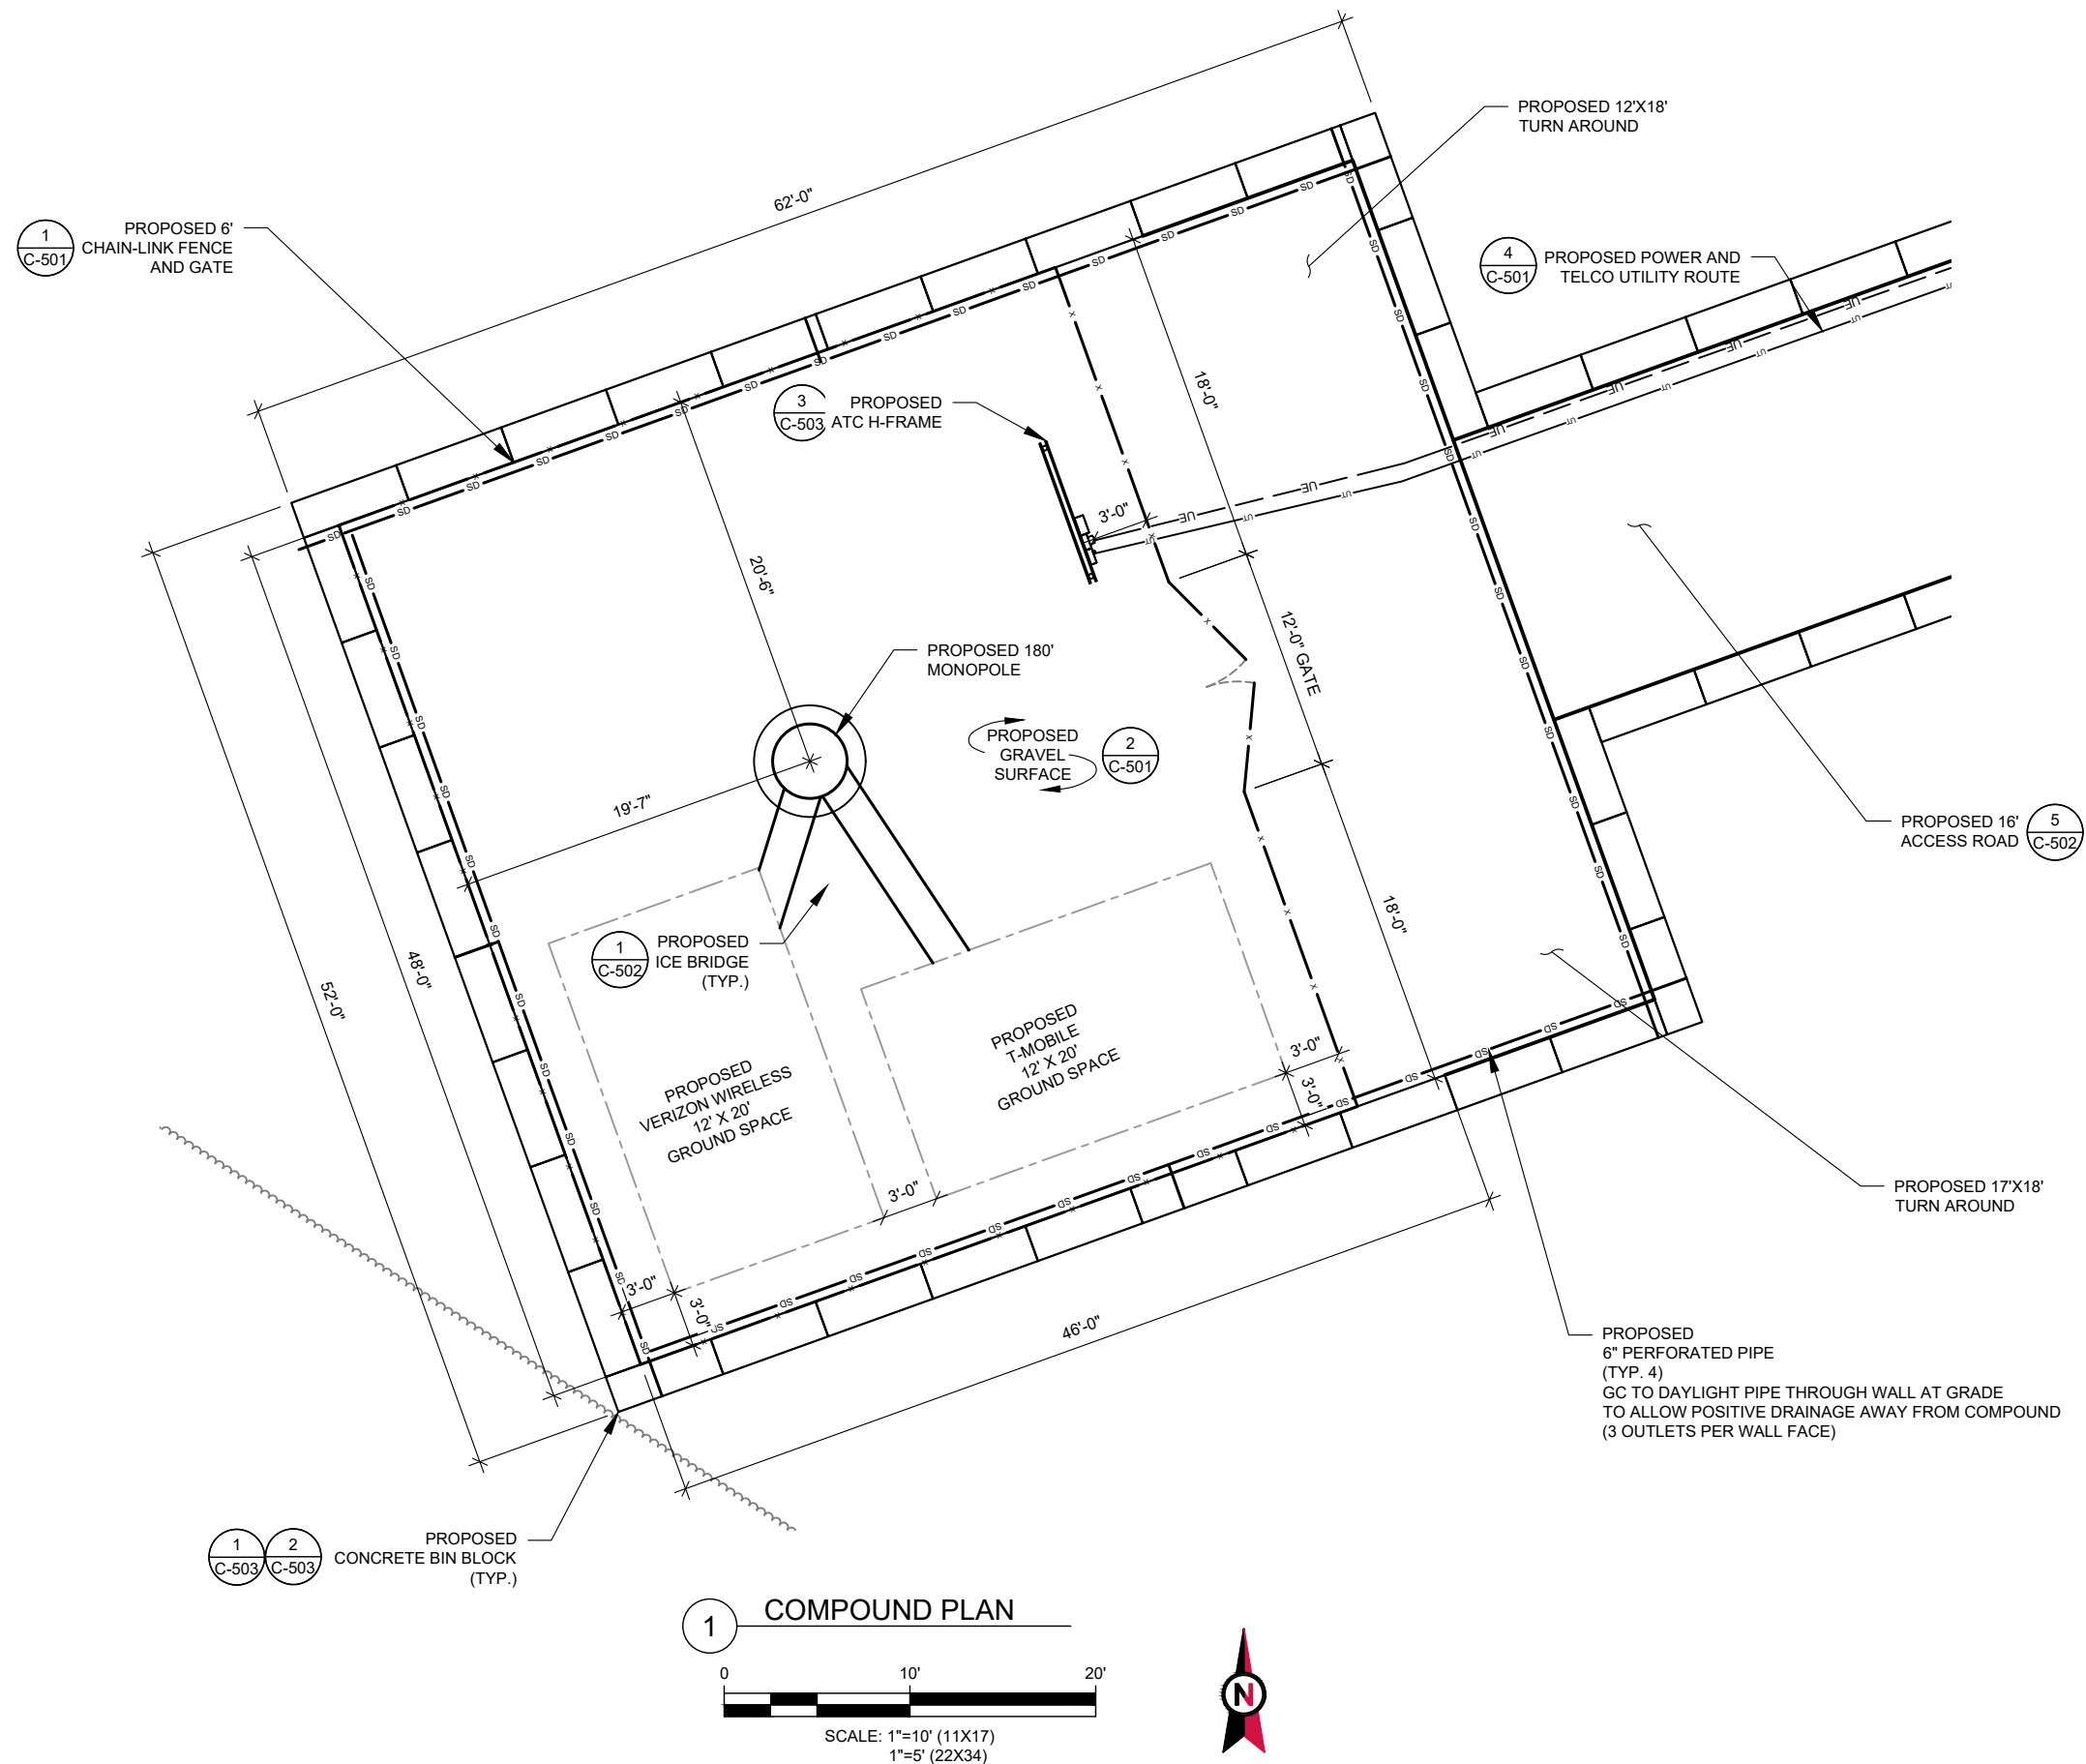 62'-0"
PROPOSED 12'X18'
TURN AROUND
1
C-501
PROPOSED 6'
CHAIN-LINK FENCE
AND GATE
4
C-501
PROPOSED POWER AND
TELCO UTILITY ROUTE
18'-0"
3
C-503
PROPOSED
ATC H-FRAME
3'-0"
20'-6"
12'-0" GATE
PROPOSED 180'
MONOPOLE
PROPOSED
GRAVEL
SURFACE
2
C-501
19'-7"
PROPOSED 16'
ACCESS ROAD
5
C-502
18'-0"
1
C-502
PROPOSED
ICE BRIDGE
(TYP.)
48'-0"
52'-0"
PROPOSED
T-MOBILE
12' X 20'
GROUND SPACE
3'-0"
3'-0"
PROPOSED
VERIZON WIRELESS
12' X 20'
GROUND SPACE
3'-0"
PROPOSED 17'X18'
TURN AROUND
3'-0"
3'-0"
46'-0"
PROPOSED
6" PERFORATED PIPE
(TYP. 4)
GC TO DAYLIGHT PIPE THROUGH WALL AT GRADE
TO ALLOW POSITIVE DRAINAGE AWAY FROM COMPOUND
(3 OUTLETS PER WALL FACE)
1
C-503
2
C-503
PROPOSED
CONCRETE BIN BLOCK
(TYP.)
1
COMPOUND PLAN
0 10' 20'
SCALE: 1"=10' (11X17)
1"=5' (22X34)
N
SD
UE
UT